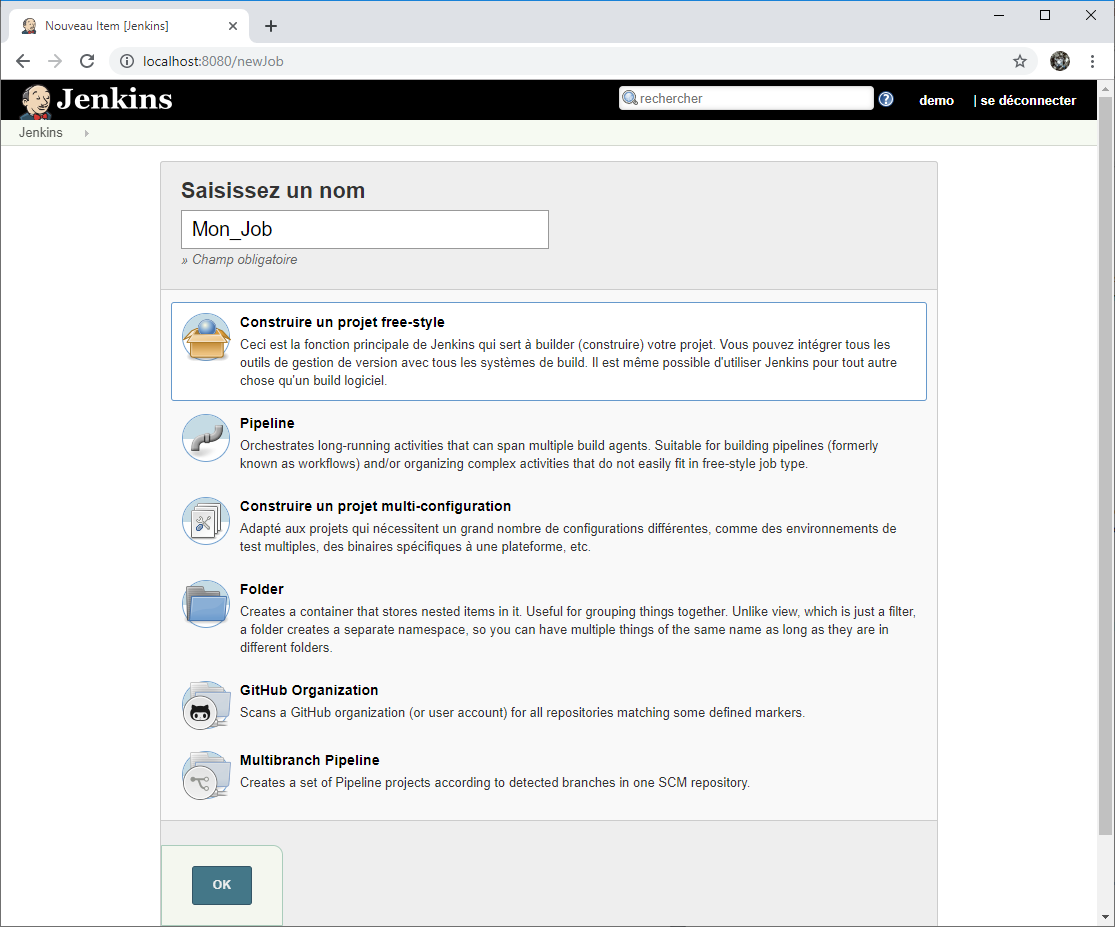 Nouveau Item [Jenkins]
localhost:8080/newJob
Jenkins
rechercher
demo
| se déconnecter
Jenkins
Saisissez un nom
Mon_Job
» Champ obligatoire
Construire un projet free-style
Ceci est la fonction principale de Jenkins qui sert à builder (construire) votre projet. Vous pouvez intégrer tous les
outils de gestion de version avec tous les systèmes de build. Il est même possible d'utiliser Jenkins pour tout autre
chose qu'un build logiciel.
Pipeline
Orchestrates long-running activities that can span multiple build agents. Suitable for building pipelines (formerly
known as workflows) and/or organizing complex activities that do not easily fit in free-style job type.
Construire un projet multi-configuration
Adapté aux projets qui nécessitent un grand nombre de configurations différentes, comme des environnements de
test multiples, des binaires spécifiques à une plateforme, etc.
Folder
Creates a container that stores nested items in it. Useful for grouping things together. Unlike view, which is just a filter,
a folder creates a separate namespace, so you can have multiple things of the same name as long as they are in
different folders.
GitHub Organization
Scans a GitHub organization (or user account) for all repositories matching some defined markers.
Multibranch Pipeline
Creates a set of Pipeline projects according to detected branches in one SCM repository.
OK